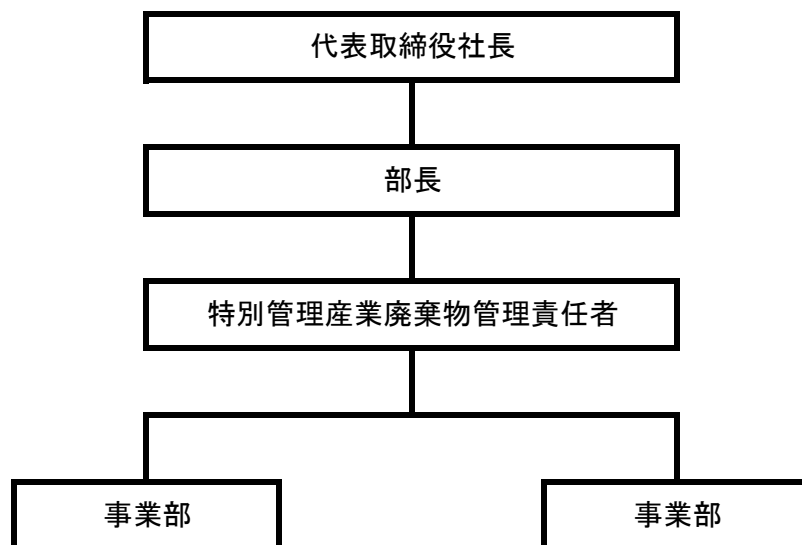 代表取締役社長
部長
特別管理産業廃棄物管理責任者
事業部
事業部